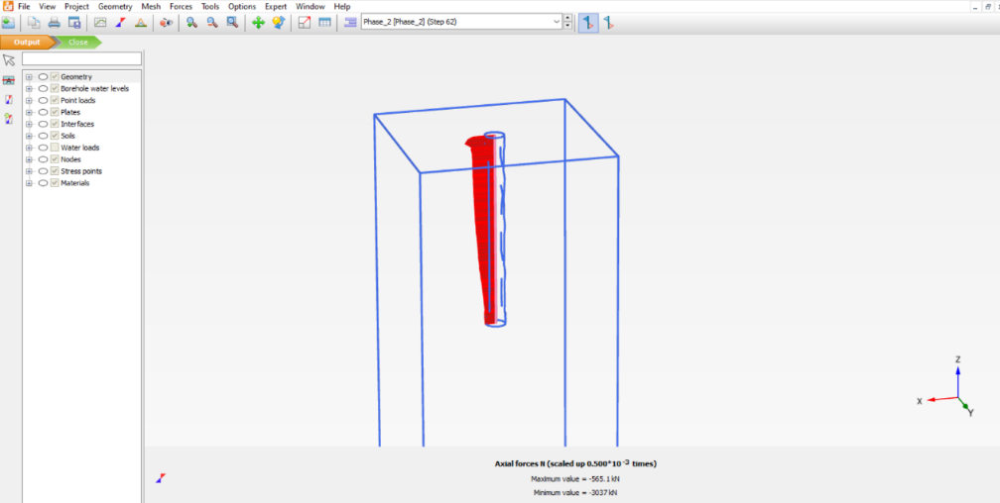 File View Project Geometry Mesh Forces Tools Options Expert Window Help
Phase_2 [Phase_2] (Step 62)
Output Close
Geometry
Borehole water levels
Point loads
Plates
Interfaces
Soils
Water loads
Nodes
Stress points
Materials
Z
X
Y
Axial forces N (scaled up 0.500*10⁻³ times)
Maximum value = -565.1 kN
Minimum value = -3037 kN